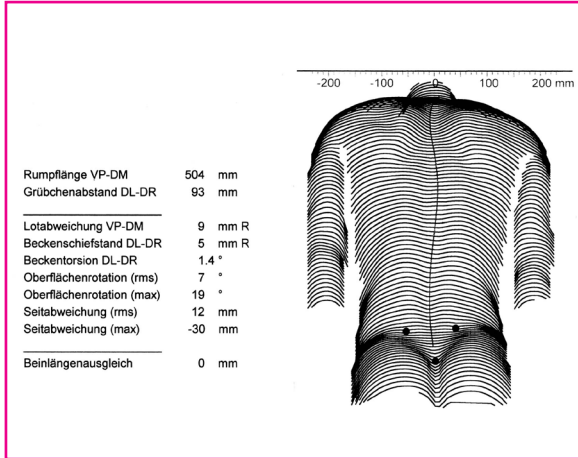 -200 -100 0 100 200 mm
Rumpflänge VP-DM 504 mm
Grübchenabstand DL-DR 93 mm
Lotabweichung VP-DM 9 mm R
Beckenschiefstand DL-DR 5 mm R
Beckentorsion DL-DR 1.4 °
Oberflächenrotation (rms) 7 °
Oberflächenrotation (max) 19 °
Seitabweichung (rms) 12 mm
Seitabweichung (max) -30 mm
Beinlängenausgleich 0 mm